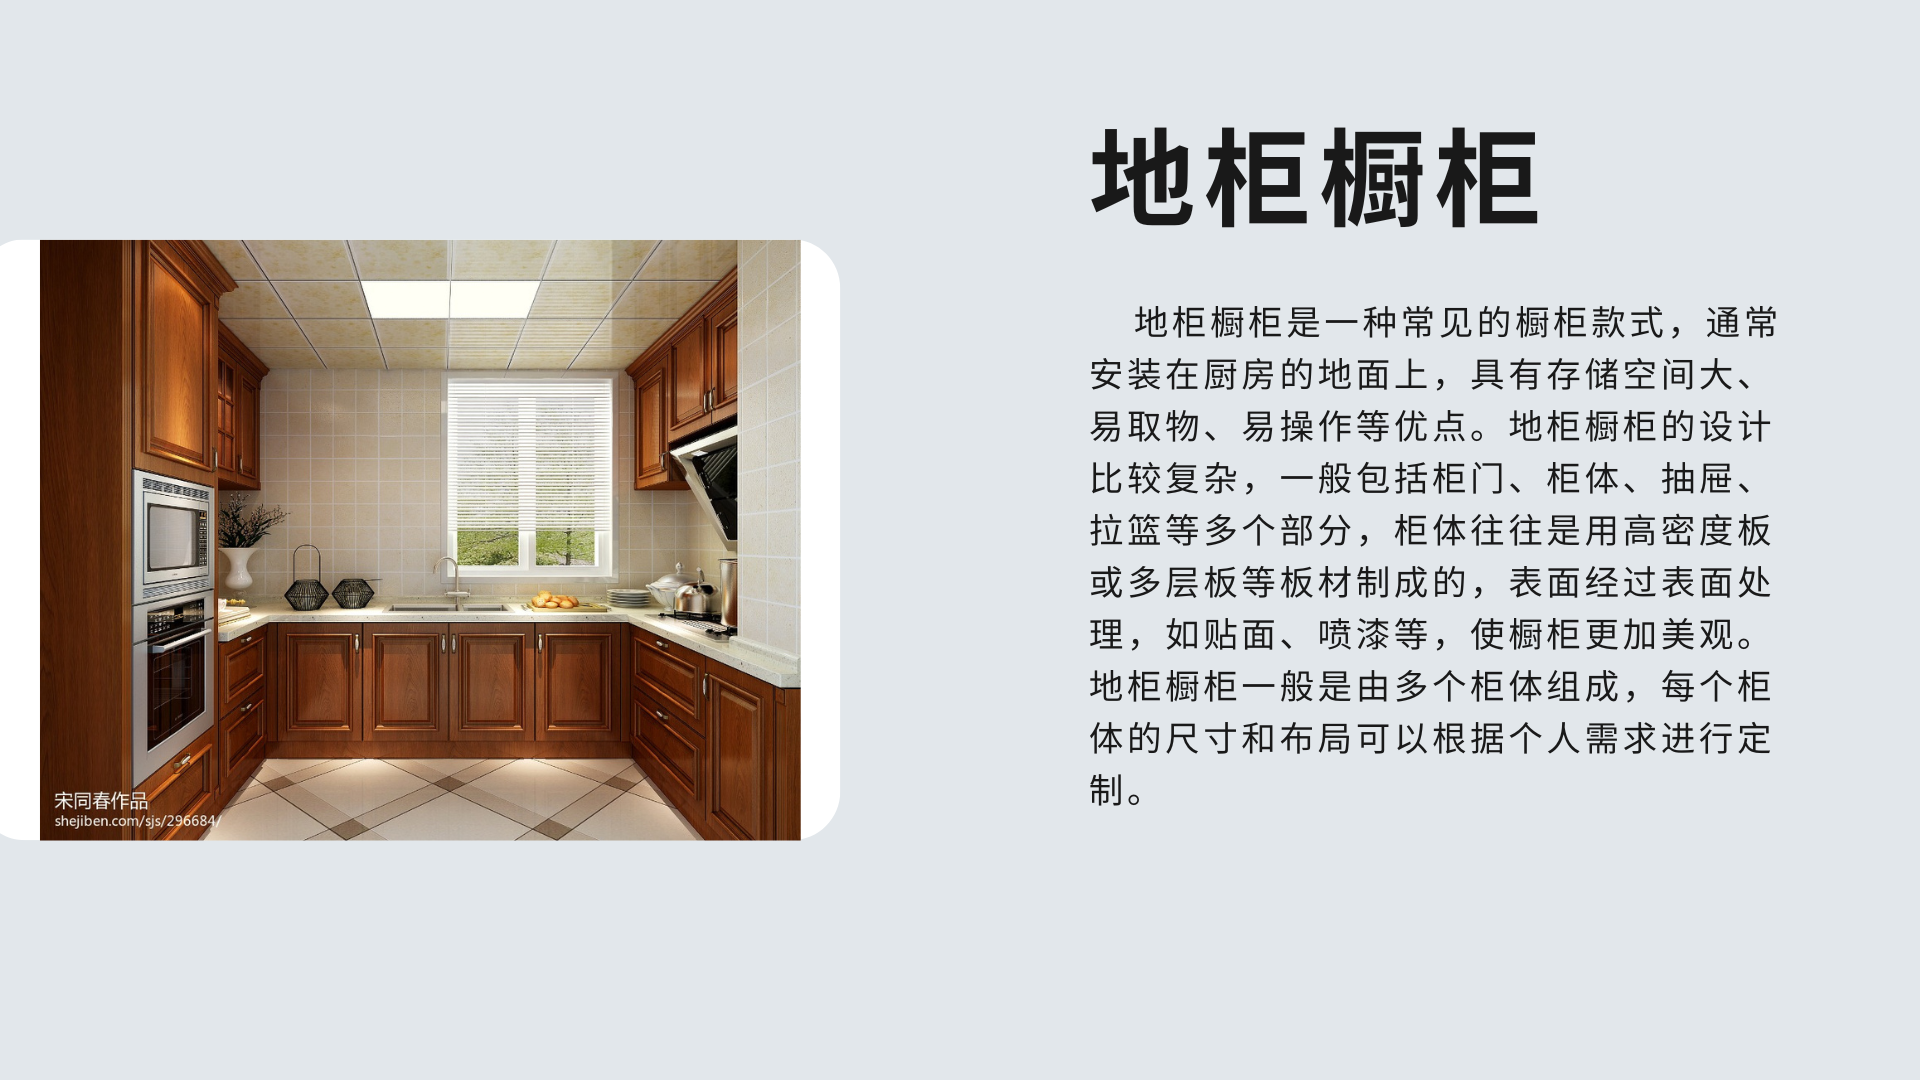 地柜橱柜
地柜橱柜是一种常见的橱柜款式，通常
安装在厨房的地面上，具有存储空间大、
易取物、易操作等优点。地柜橱柜的设计
比较复杂，一般包括柜门、柜体、抽屉、
拉篮等多个部分，柜体往往是用高密度板
或多层板等板材制成的，表面经过表面处
理，如贴面、喷漆等，使橱柜更加美观。
地柜橱柜一般是由多个柜体组成，每个柜
体的尺寸和布局可以根据个人需求进行定
制。
宋同春作品
shejiben.com/sjs/296684/